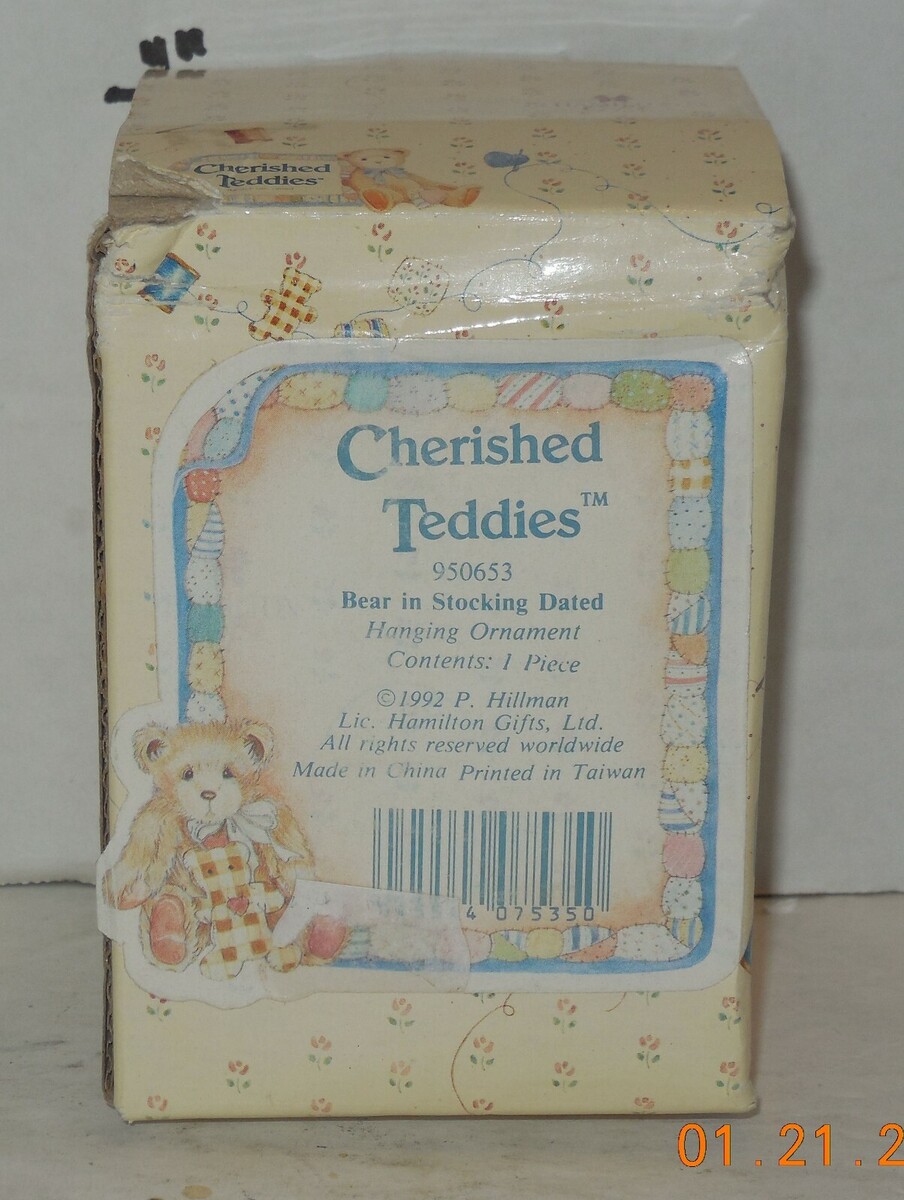 Cherished
Teddies™
Cherished
Teddies™
950653
Bear in Stocking Dated
Hanging Ornament
Contents: 1 Piece
©1992 P. Hillman
Lic. Hamilton Gifts, Ltd.
All rights reserved worldwide
Made in China Printed in Taiwan
4 075350
01.21.2